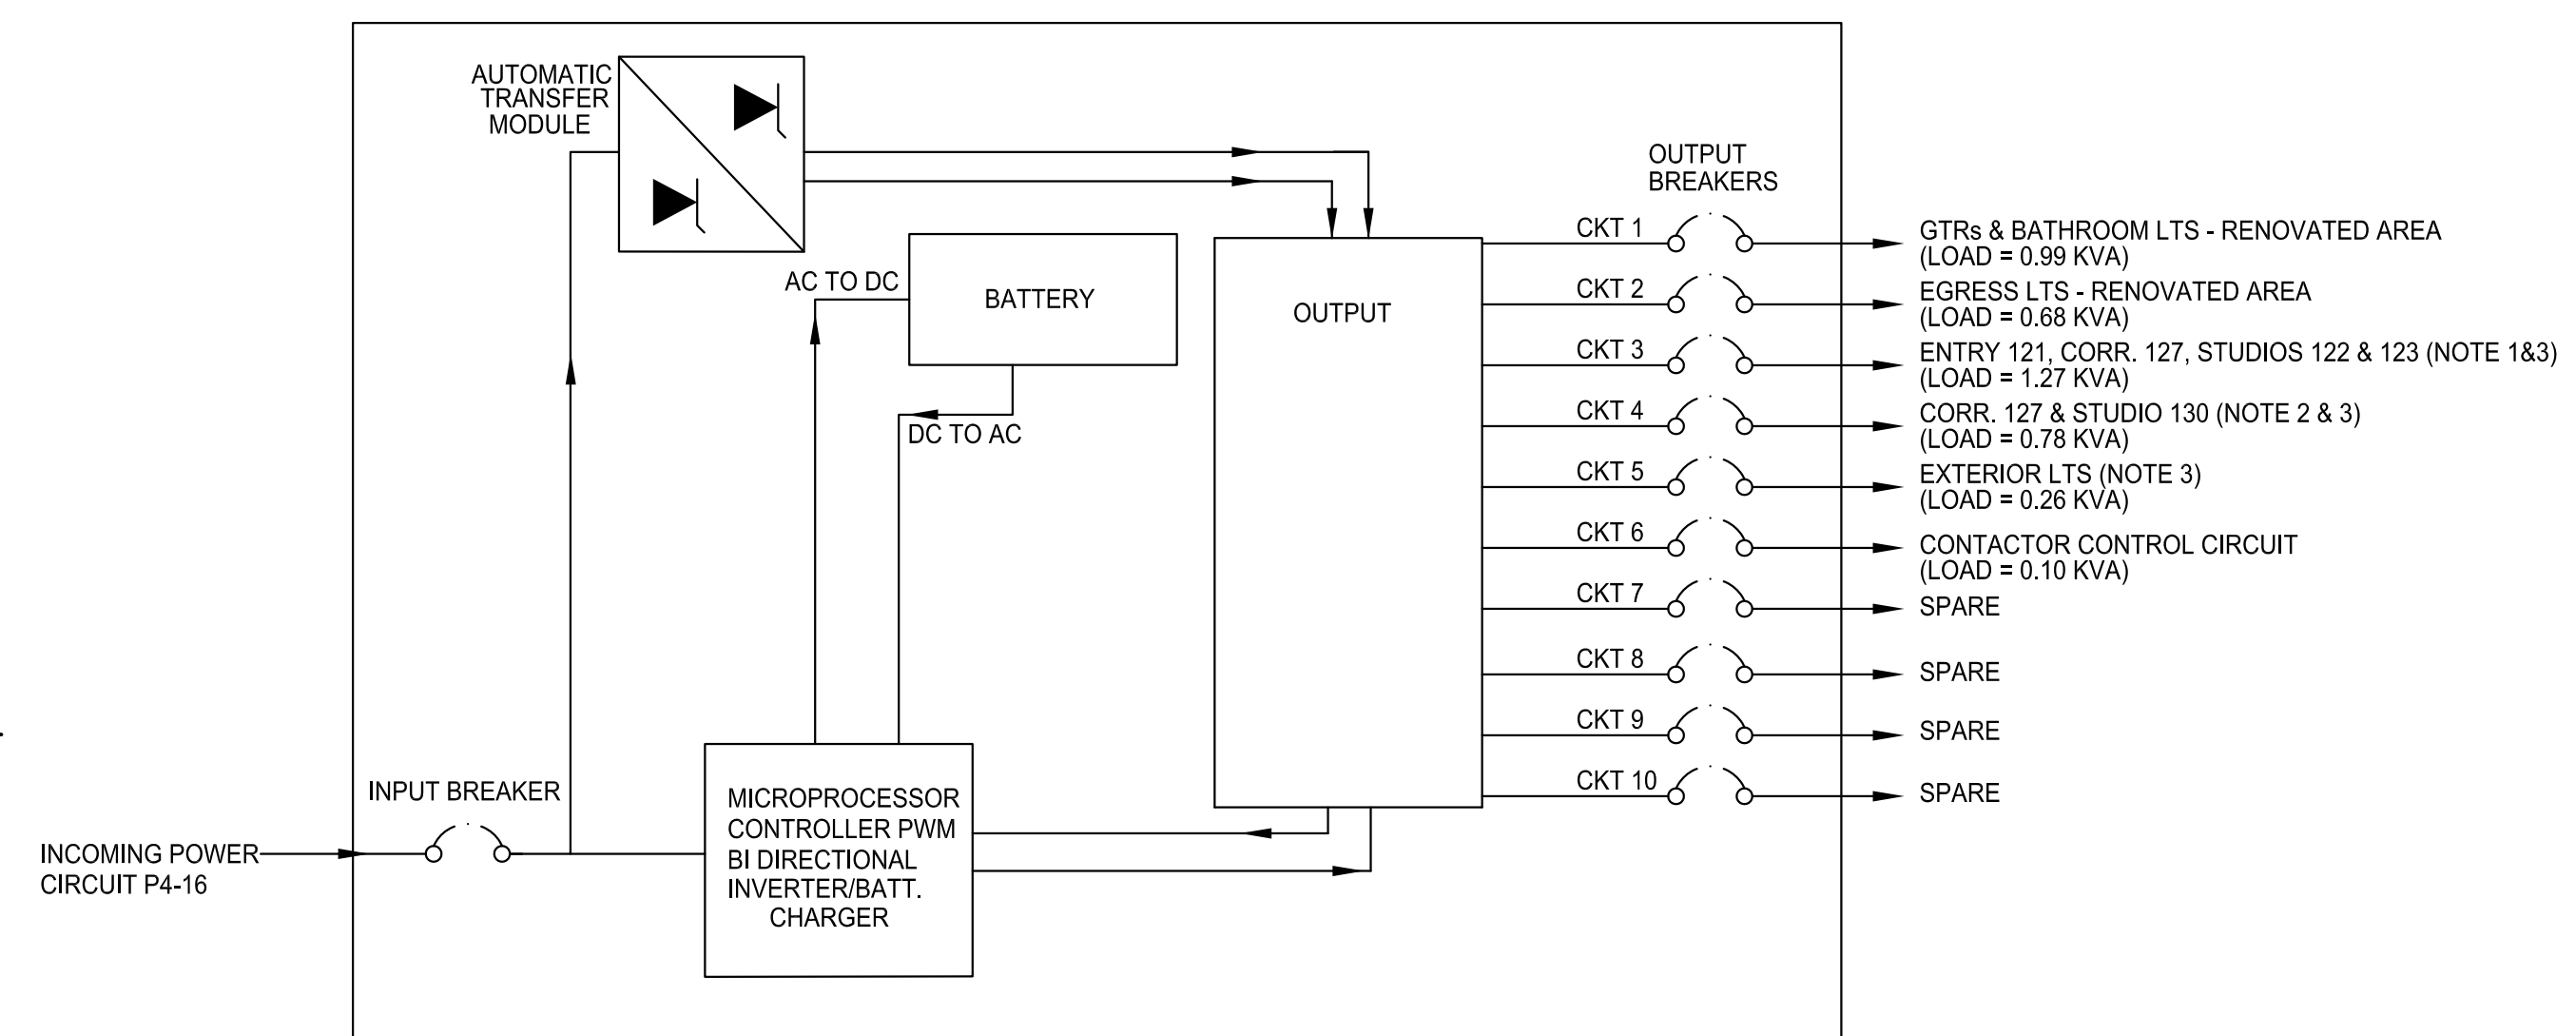 AUTOMATIC
TRANSFER
MODULE
OUTPUT
BREAKERS
AC TO DC
BATTERY
DC TO AC
OUTPUT
CKT 1
GTRs & BATHROOM LTS - RENOVATED AREA
(LOAD = 0.99 KVA)
CKT 2
EGRESS LTS - RENOVATED AREA
(LOAD = 0.68 KVA)
CKT 3
ENTRY 121, CORR. 127, STUDIOS 122 & 123 (NOTE 1&3)
(LOAD = 1.27 KVA)
CKT 4
CORR. 127 & STUDIO 130 (NOTE 2 & 3)
(LOAD = 0.78 KVA)
CKT 5
EXTERIOR LTS (NOTE 3)
(LOAD = 0.26 KVA)
CKT 6
CONTACTOR CONTROL CIRCUIT
(LOAD = 0.10 KVA)
CKT 7
SPARE
CKT 8
SPARE
CKT 9
SPARE
CKT 10
SPARE
INPUT BREAKER
INCOMING POWER
CIRCUIT P4-16
MICROPROCESSOR
CONTROLLER PWM
BI DIRECTIONAL
INVERTER/BATT.
CHARGER